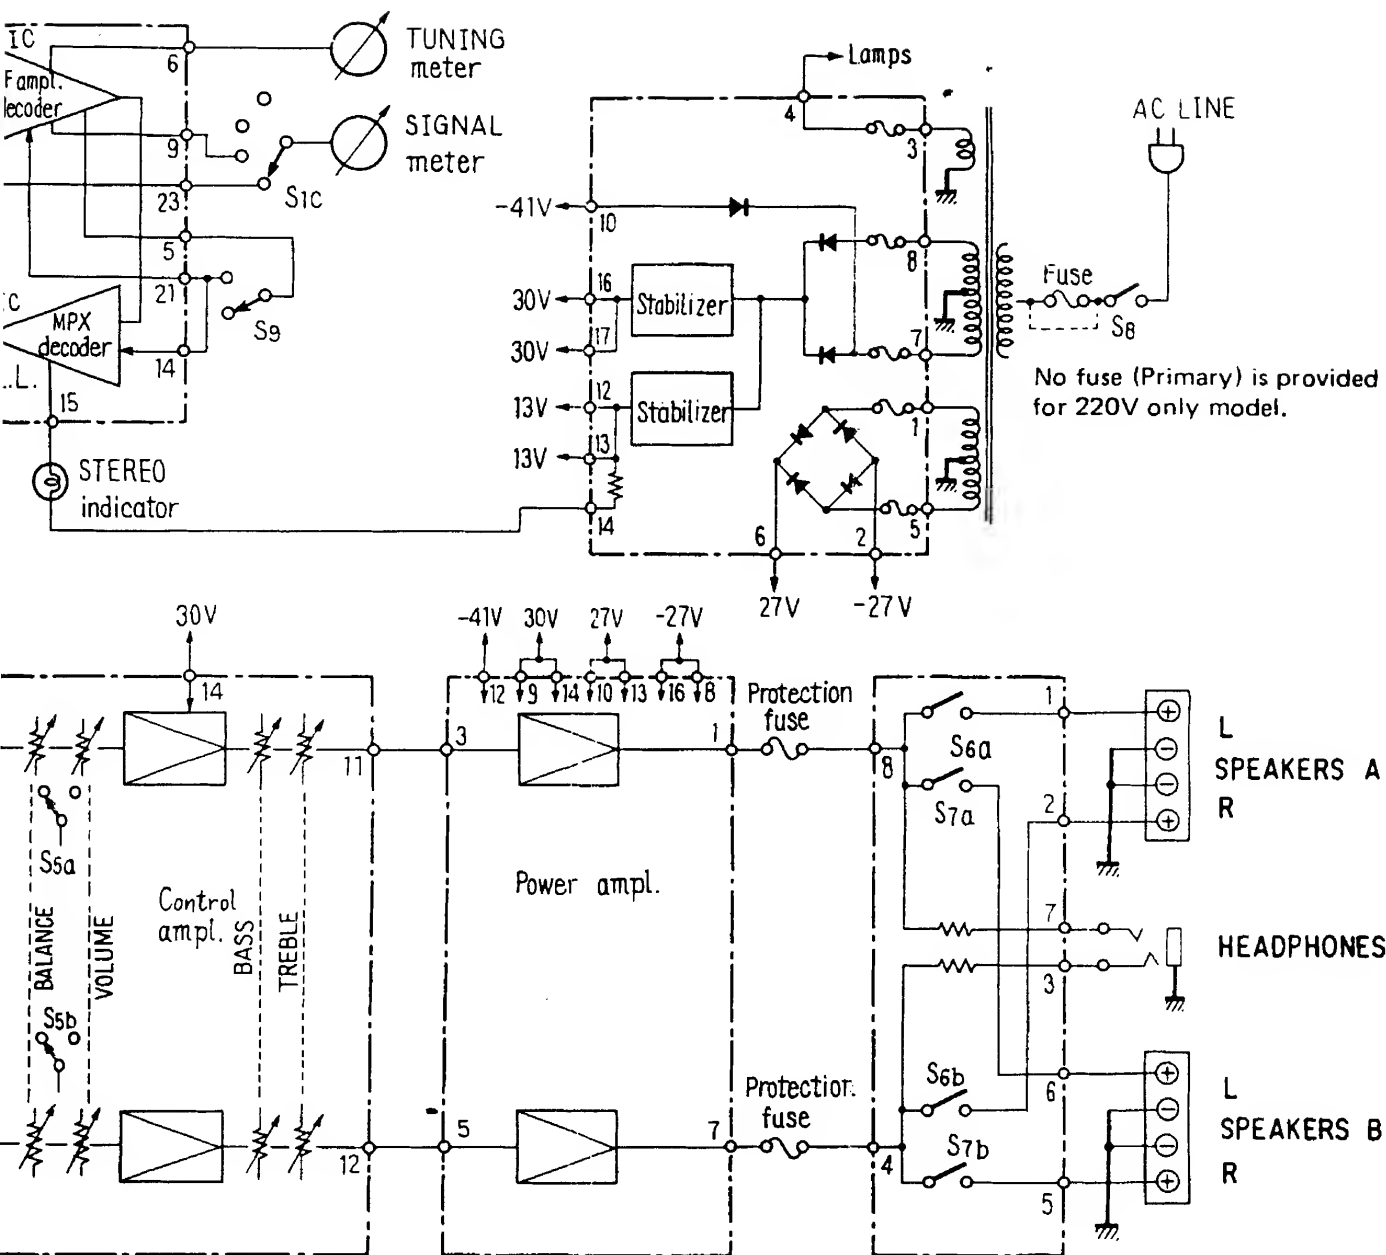 IC
F ampl.
decoder
6
TUNING
meter
9
SIGNAL
meter
S1C
23
5
21
S9
MPX
decoder
14
15
STEREO
indicator
Lamps
4
3
AC LINE
-41V
10
8
Fuse
S8
30V
16
Stabilizer
30V
17
7
No fuse (Primary) is provided
for 220V only model.
13V
12
Stabilizer
1
13V
13
14
5
6
2
27V
-27V
30V
14
-41V
30V
27V
-27V
12
9
14
10
13
16
8
Protection
fuse
11
3
1
8
S6a
1
L
SPEAKERS A
R
S7a
2
S5a
Control
ampl.
BALANCE
VOLUME
BASS
TREBLE
Power ampl.
7
HEADPHONES
3
S5b
S6b
6
L
SPEAKERS B
R
Protection
fuse
12
5
7
4
S7b
5